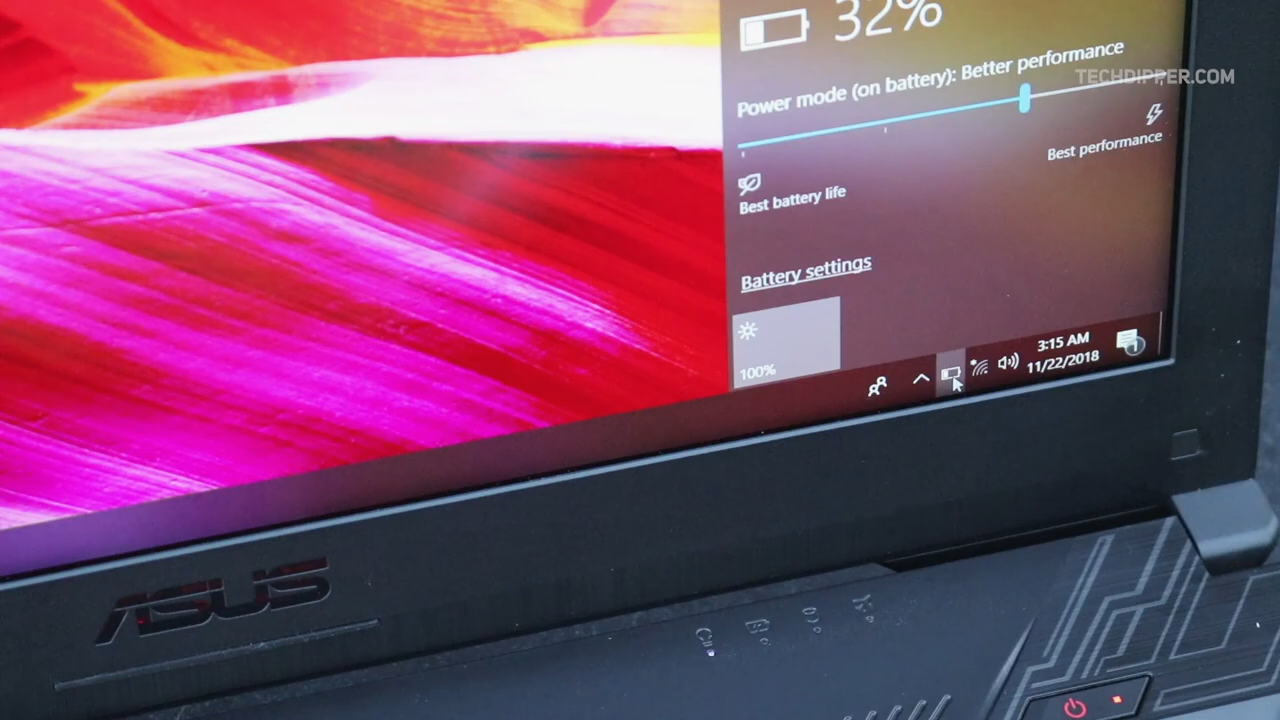 32%
TECHDIPPER.COM
Power mode (on battery): Better performance
Best performance
Best battery life
Battery settings
100%
3:15 AM
11/22/2018
1
ASUS